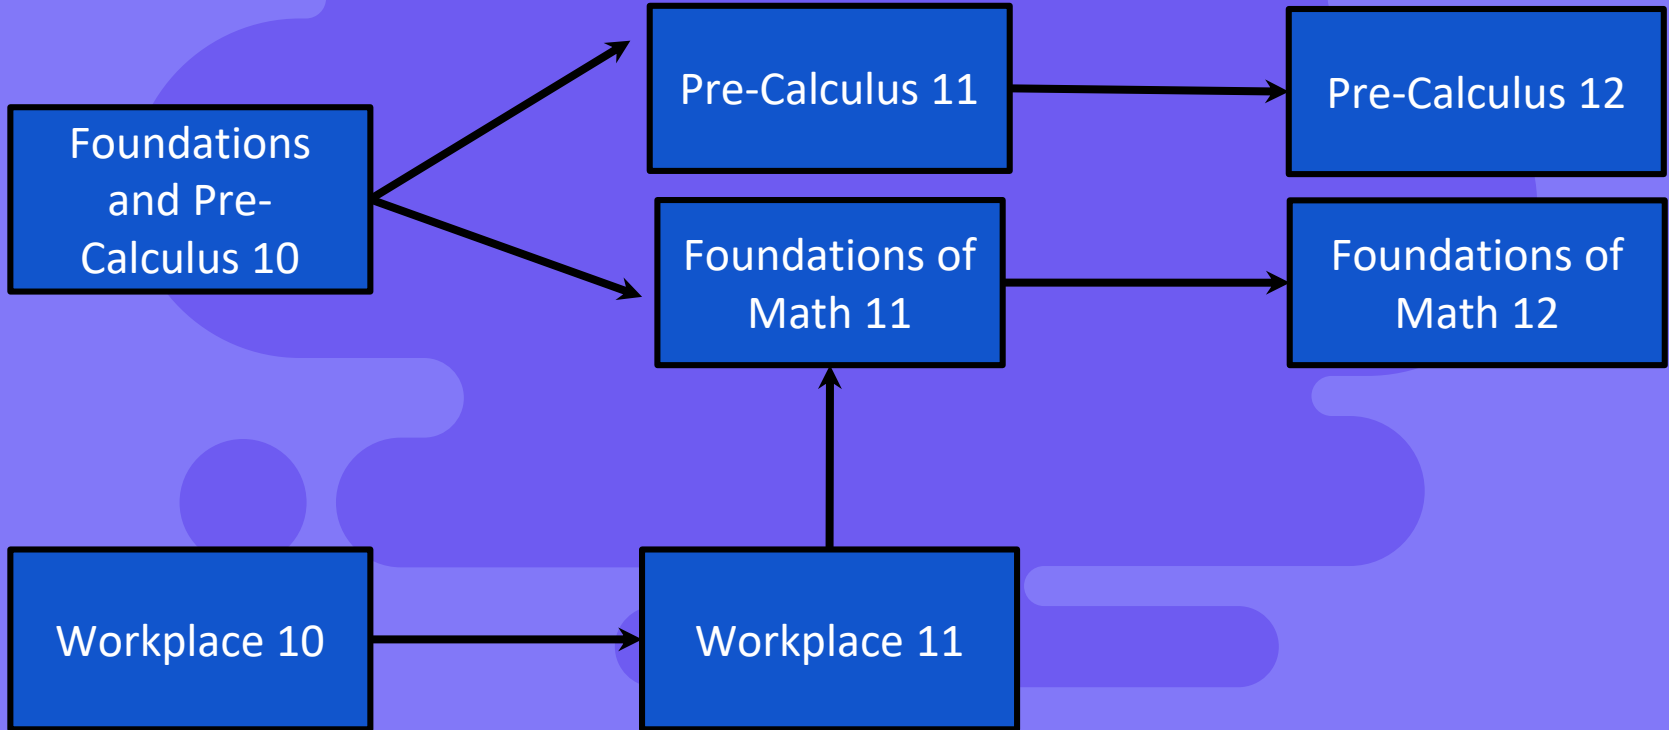 Foundations
and Pre-
Calculus 10
Pre-Calculus 11
Pre-Calculus 12
Foundations of
Math 11
Foundations of
Math 12
Workplace 10
Workplace 11